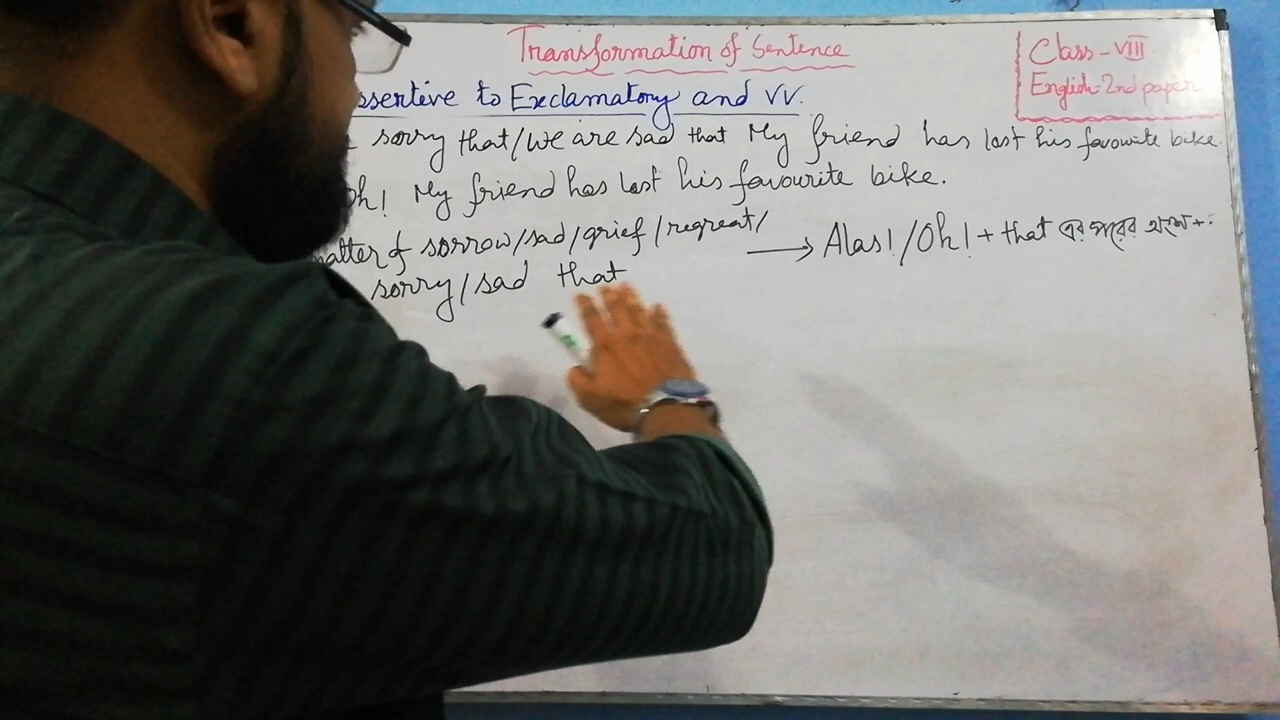 Transformation of Sentence
Class-VIII
English-2nd paper
ssertive to Exclamatory and VV.
sorry that/We are sad that My friend has lost his favourite bike.
Oh! My friend has lost his favourite bike.
matter of sorrow/sad/grief/regreat/
sorry/sad that
→ Alas!/Oh! + that এর পরের অংশ + ·